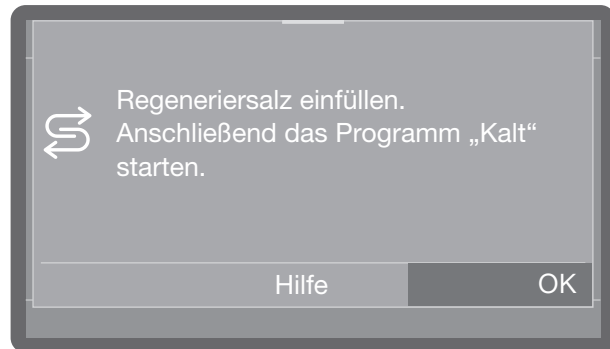 Regeneriersalz einfüllen.
Anschließend das Programm „Kalt“
starten.
Hilfe
OK